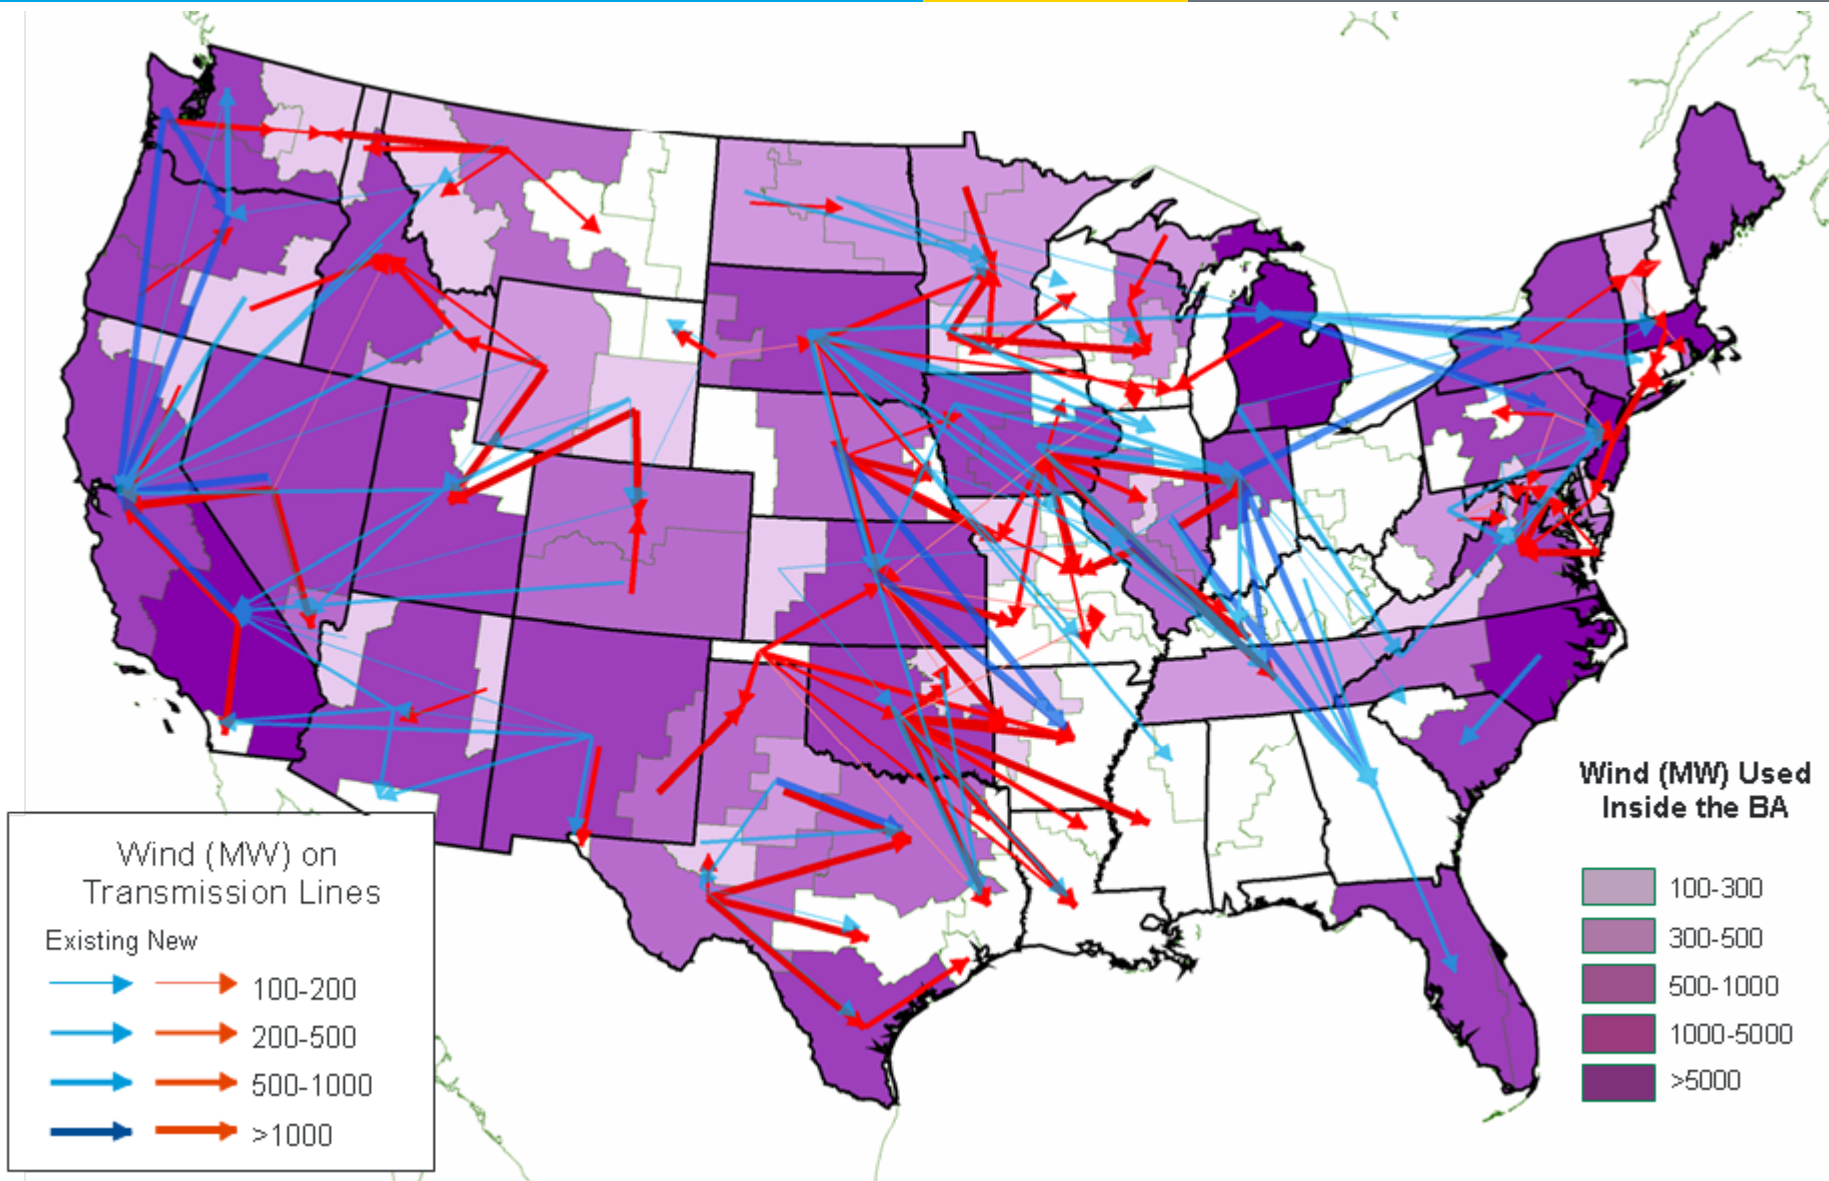 Wind (MW) Used
Inside the BA
100-300
300-500
500-1000
1000-5000
>5000
Wind (MW) on
Transmission Lines
Existing New
100-200
200-500
500-1000
>1000